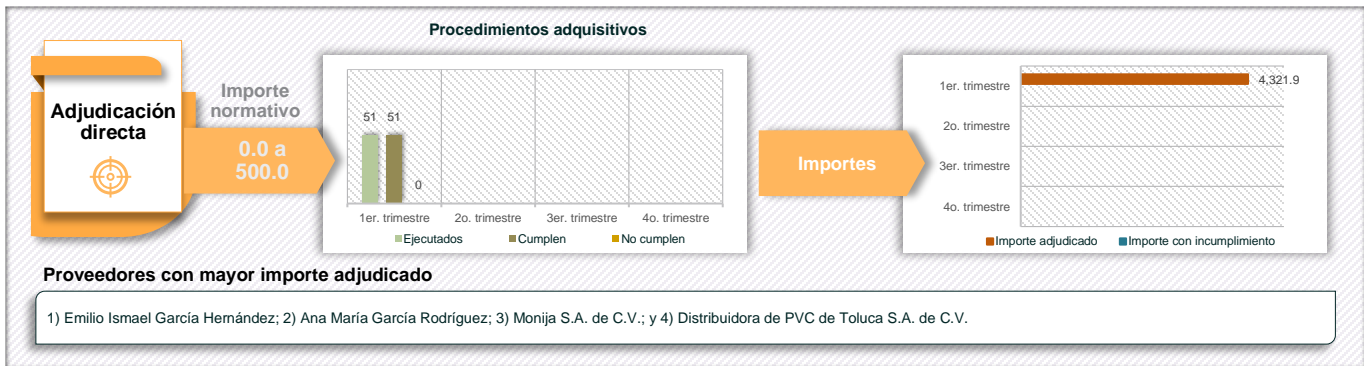 Procedimientos adquisitivos
Adjudicación
directa
Importe
normativo
0.0 a
500.0
51 51
0
1er. trimestre 2o. trimestre 3er. trimestre 4o. trimestre
Ejecutados Cumplen No cumplen
Importes
1er. trimestre 4,321.9
2o. trimestre
3er. trimestre
4o. trimestre
Importe adjudicado Importe con incumplimiento
Proveedores con mayor importe adjudicado
1) Emilio Ismael García Hernández; 2) Ana María García Rodríguez; 3) Monija S.A. de C.V.; y 4) Distribuidora de PVC de Toluca S.A. de C.V.